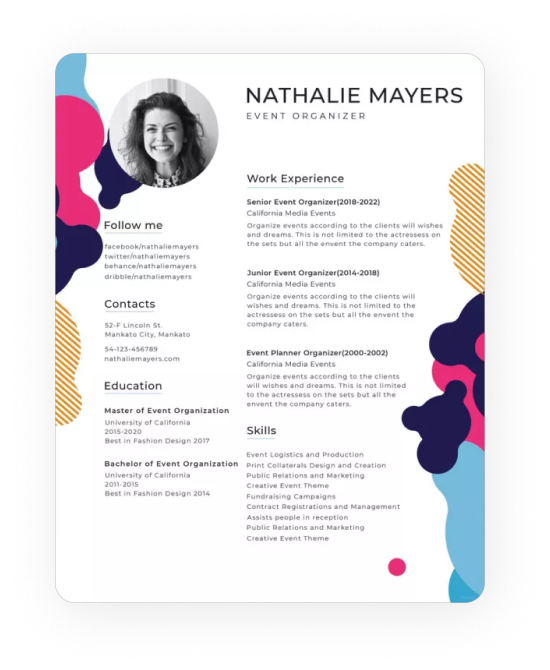 NATHALIE MAYERS
EVENT ORGANIZER
Follow me
facebook/nathaliemayers
twitter/nathaliemayers
behance/nathaliemayers
dribble/nathaliemayers
Contacts
52-F Lincoln St.
Mankato City, Mankato
54-123-456789
nathaliemayers.com
Education
Master of Event Organization
University of California
2015-2020
Best in Fashion Design 2017
Bachelor of Event Organization
University of California
2011-2015
Best in Fashion Design 2014
Work Experience
Senior Event Organizer(2018-2022)
California Media Events
Organize events according to the clients will wishes
and dreams. This is not limited to the actressess on
the sets but all the envent the company caters.
Junior Event Organizer(2014-2018)
California Media Events
Organize events according to the clients will
wishes and dreams. This is not limited to the
actressess on the sets but all the envent the
company caters.
Event Planner Organizer(2000-2002)
California Media Events
Organize events according to the clients
will wishes and dreams. This is not limited
to the actressess on the sets but all the
envent the company caters.
Skills
Event Logistics and Production
Print Collaterals Design and Creation
Public Relations and Marketing
Creative Event Theme
Fundraising Campaigns
Contract Registrations and Management
Assists people in reception
Public Relations and Marketing
Creative Event Theme